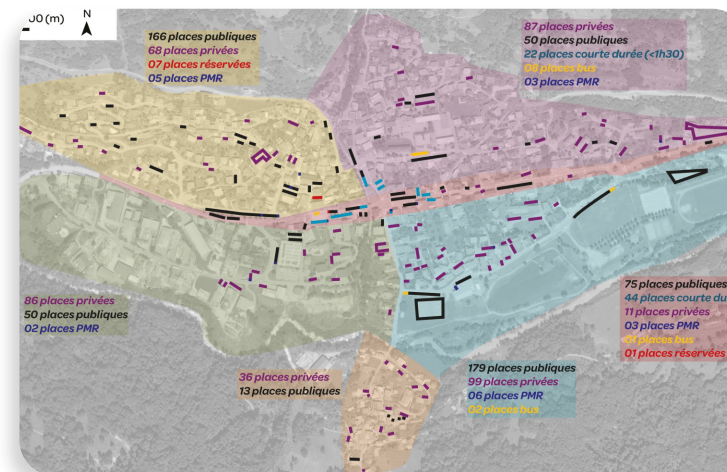 00 (m)
N
166 places publiques
68 places privées
07 places réservées
05 places PMR
87 places privées
50 places publiques
22 places courte durée (<1h30)
08 places bus
03 places PMR
86 places privées
50 places publiques
02 places PMR
36 places privées
13 places publiques
179 places publiques
99 places privées
06 places PMR
02 places bus
75 places publiques
44 places courte du
11 places privées
03 places PMR
01 places bus
01 places réservées